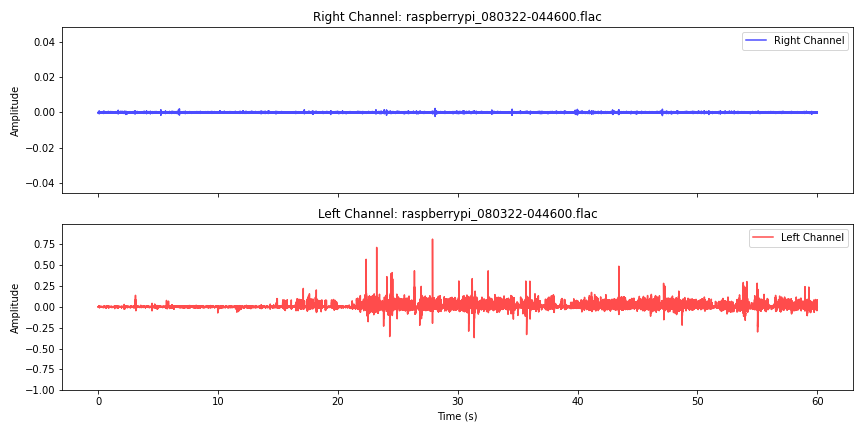 Right Channel: raspberrypi_080322-044600.flac
Right Channel
0.04
0.02
0.00
−0.02
−0.04
Amplitude
Left Channel: raspberrypi_080322-044600.flac
Left Channel
0.75
0.50
0.25
0.00
−0.25
−0.50
−0.75
−1.00
Amplitude
0 10 20 30 40 50 60
Time (s)